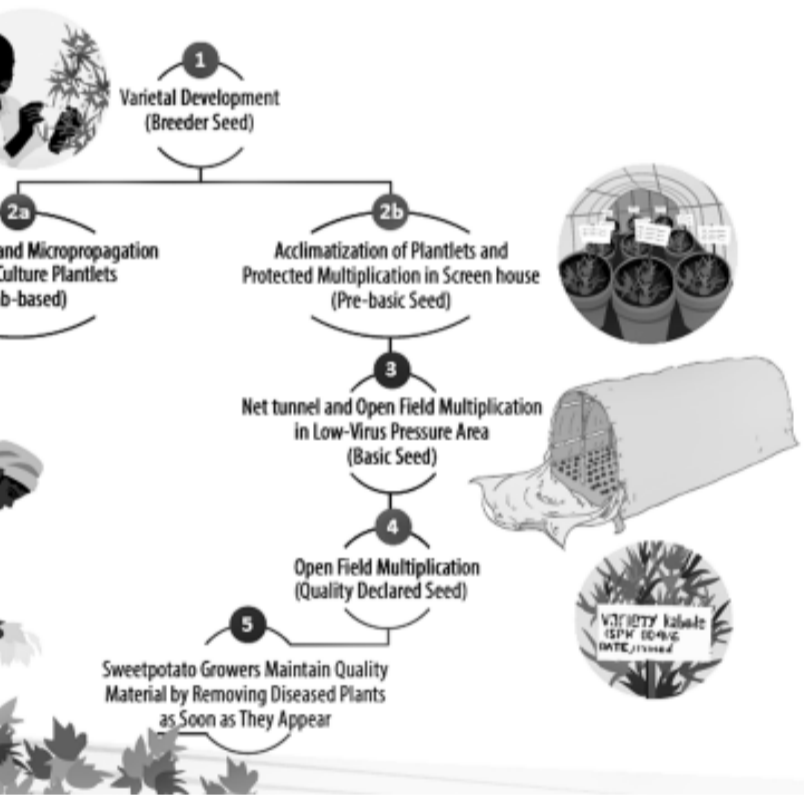 1
Varietal Development
(Breeder Seed)
2a
and Micropropagation
Culture Plantlets
b-based)
2b
Acclimatization of Plantlets and
Protected Multiplication in Screen house
(Pre-basic Seed)
3
Net tunnel and Open Field Multiplication
in Low-Virus Pressure Area
(Basic Seed)
4
Open Field Multiplication
(Quality Declared Seed)
VARIETY Kabode
DATE
5
Sweetpotato Growers Maintain Quality
Material by Removing Diseased Plants
as Soon as They Appear